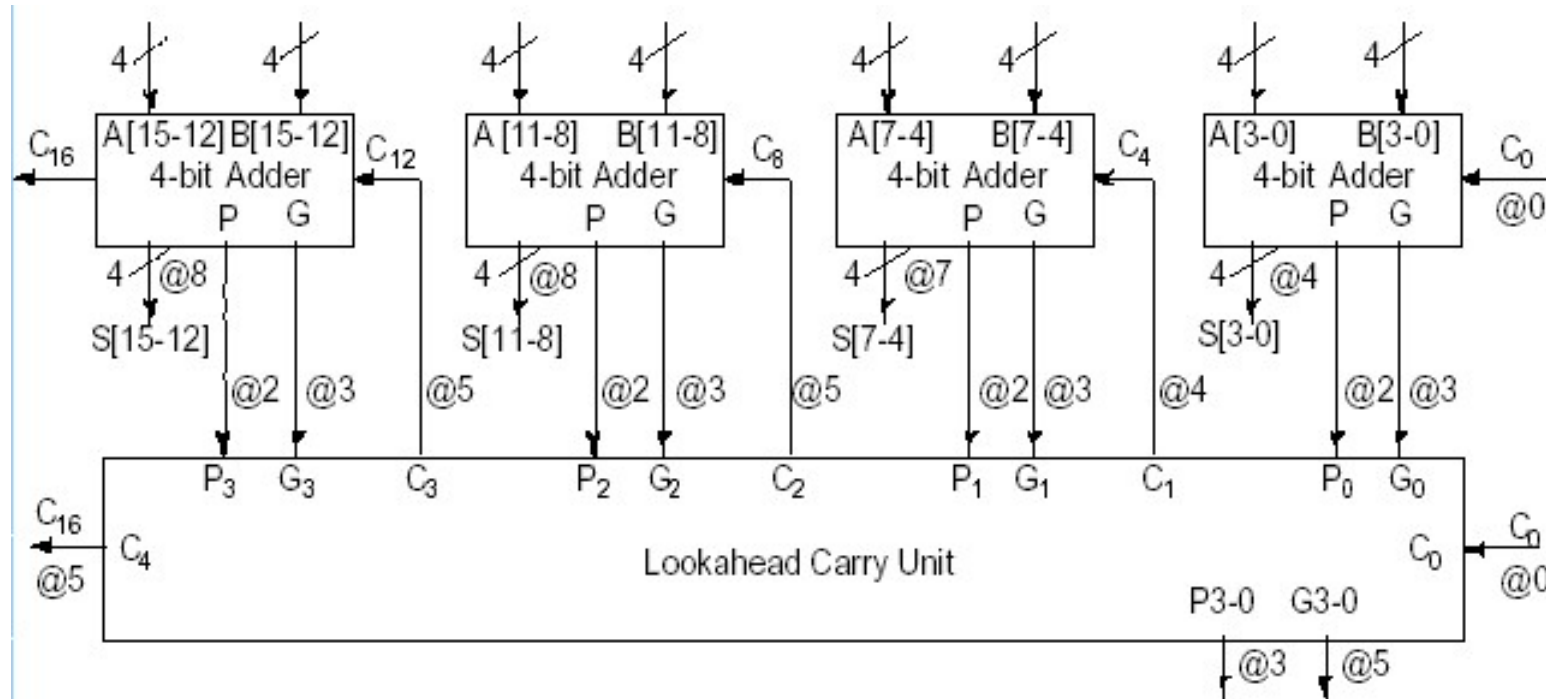 4 4 4 4 4 4 4 4
A[15-12] B[15-12] A [11-8] B[11-8] A[7-4] B[7-4] A[3-0] B[3-0]
C16 C12 C8 C4 C0
4-bit Adder 4-bit Adder 4-bit Adder 4-bit Adder
@0
P G P G P G P G
4 @8 4 @8 4 @7 4 @4
S[15-12] S[11-8] S[7-4] S[3-0]
@2 @3 @5 @2 @3 @5 @2 @3 @4 @2 @3
P3 G3 C3 P2 G2 C2 P1 G1 C1 P0 G0
C16 C4 Lookahead Carry Unit C0 C0
@5 @0
P3-0 G3-0
@3 @5